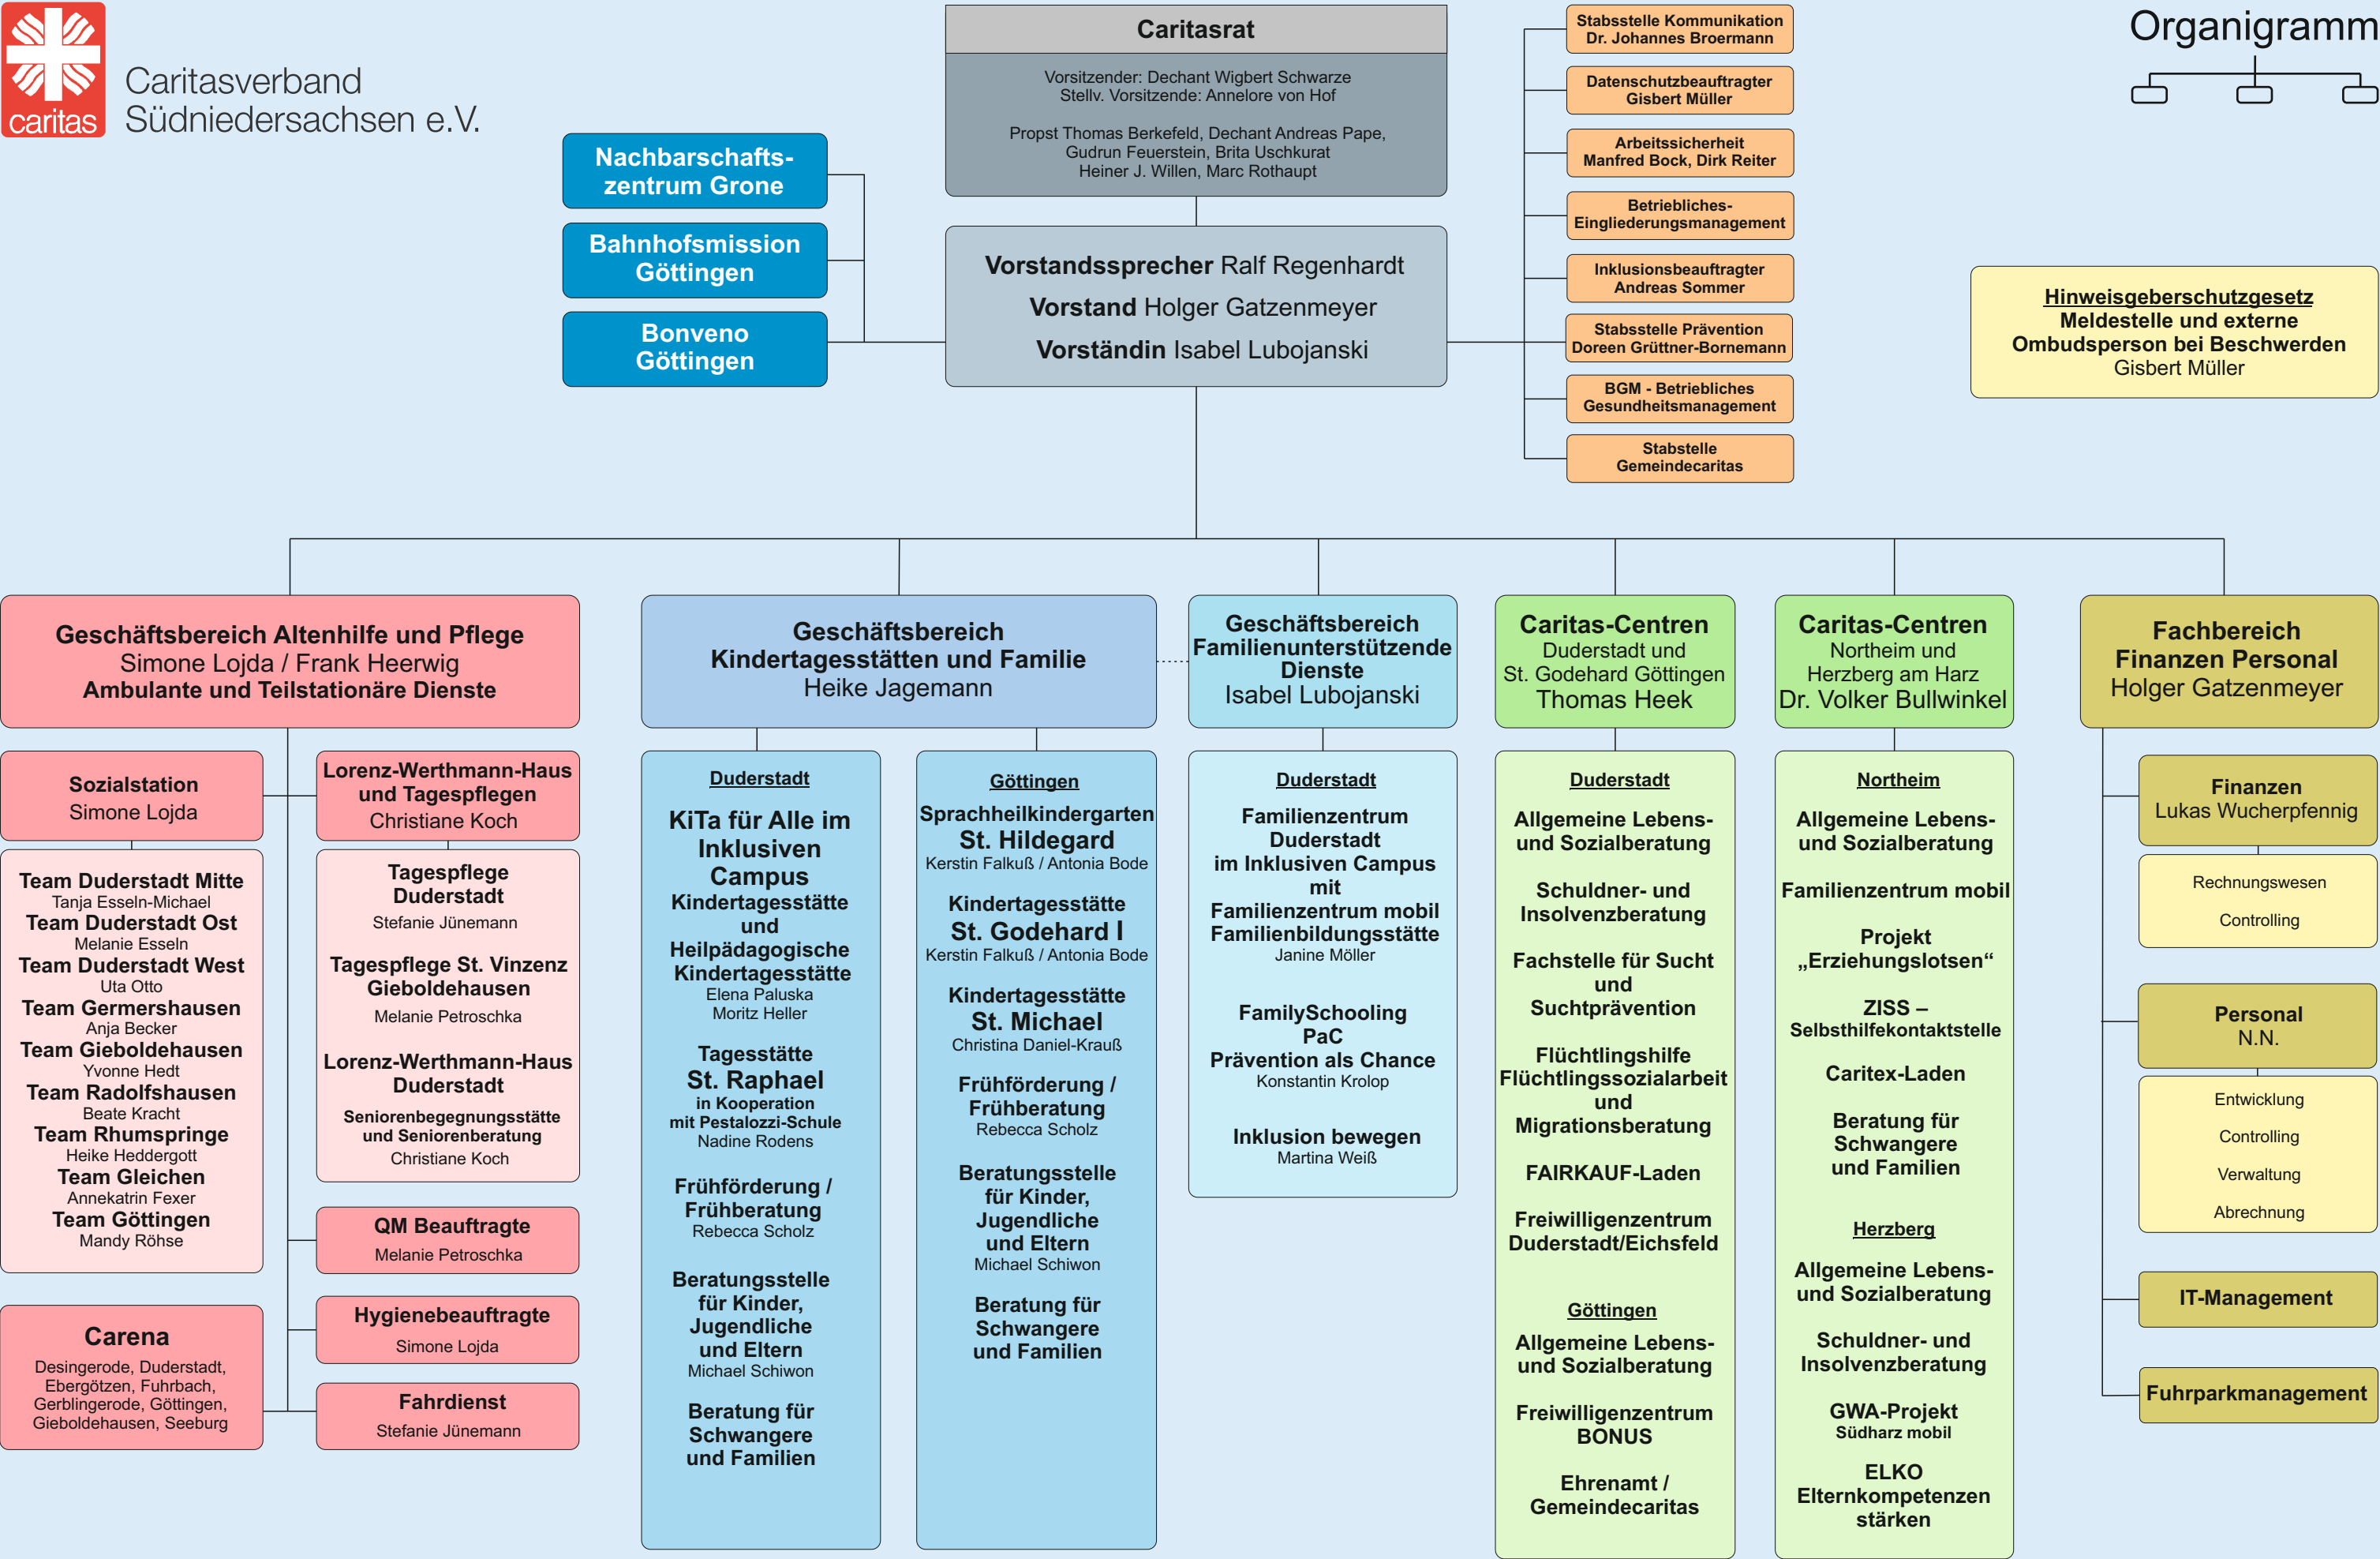 caritas
Caritasverband
Südniedersachsen e.V.
Organigramm
Caritasrat
Vorsitzender: Dechant Wigbert Schwarze
Stellv. Vorsitzende: Annelore von Hof
Propst Thomas Berkefeld, Dechant Andreas Pape,
Gudrun Feuerstein, Brita Uschkurat
Heiner J. Willen, Marc Rothaupt
Nachbarschafts-
zentrum Grone
Bahnhofsmission
Göttingen
Bonveno
Göttingen
Vorstandssprecher Ralf Regenhardt
Vorstand Holger Gatzenmeyer
Vorständin Isabel Lubojanski
Stabsstelle Kommunikation
Dr. Johannes Broermann
Datenschutzbeauftragter
Gisbert Müller
Arbeitssicherheit
Manfred Bock, Dirk Reiter
Betriebliches-
Eingliederungsmanagement
Inklusionsbeauftragter
Andreas Sommer
Stabsstelle Prävention
Doreen Grüttner-Bornemann
BGM - Betriebliches
Gesundheitsmanagement
Stabstelle
Gemeindecaritas
Hinweisgeberschutzgesetz
Meldestelle und externe
Ombudsperson bei Beschwerden
Gisbert Müller
Geschäftsbereich Altenhilfe und Pflege
Simone Lojda / Frank Heerwig
Ambulante und Teilstationäre Dienste
Sozialstation
Simone Lojda
Team Duderstadt Mitte
Tanja Esseln-Michael
Team Duderstadt Ost
Melanie Esseln
Team Duderstadt West
Uta Otto
Team Germershausen
Anja Becker
Team Gieboldehausen
Yvonne Hedt
Team Radolfshausen
Beate Kracht
Team Rhumspringe
Heike Heddergott
Team Gleichen
Annekatrin Fexer
Team Göttingen
Mandy Röhse
Carena
Desingerode, Duderstadt,
Ebergötzen, Fuhrbach,
Gerblingerode, Göttingen,
Gieboldehausen, Seeburg
Lorenz-Werthmann-Haus
und Tagespflegen
Christiane Koch
Tagespflege
Duderstadt
Stefanie Jünemann
Tagespflege St. Vinzenz
Gieboldehausen
Melanie Petroschka
Lorenz-Werthmann-Haus
Duderstadt
Seniorenbegegnungsstätte
und Seniorenberatung
Christiane Koch
QM Beauftragte
Melanie Petroschka
Hygienebeauftragte
Simone Lojda
Fahrdienst
Stefanie Jünemann
Geschäftsbereich
Kindertagesstätten und Familie
Heike Jagemann
Duderstadt
KiTa für Alle im
Inklusiven
Campus
Kindertagesstätte
und
Heilpädagogische
Kindertagesstätte
Elena Paluska
Moritz Heller
Tagesstätte
St. Raphael
in Kooperation
mit Pestalozzi-Schule
Nadine Rodens
Frühförderung /
Frühberatung
Rebecca Scholz
Beratungsstelle
für Kinder,
Jugendliche
und Eltern
Michael Schiwon
Beratung für
Schwangere
und Familien
Göttingen
Sprachheilkindergarten
St. Hildegard
Kerstin Falkuß / Antonia Bode
Kindertagesstätte
St. Godehard I
Kerstin Falkuß / Antonia Bode
Kindertagesstätte
St. Michael
Christina Daniel-Krauß
Frühförderung /
Frühberatung
Rebecca Scholz
Beratungsstelle
für Kinder,
Jugendliche
und Eltern
Michael Schiwon
Beratung für
Schwangere
und Familien
Geschäftsbereich
Familienunterstützende
Dienste
Isabel Lubojanski
Duderstadt
Familienzentrum
Duderstadt
im Inklusiven Campus
mit
Familienzentrum mobil
Familienbildungsstätte
Janine Möller
FamilySchooling
PaC
Prävention als Chance
Konstantin Krolop
Inklusion bewegen
Martina Weiß
Caritas-Centren
Duderstadt und
St. Godehard Göttingen
Thomas Heek
Duderstadt
Allgemeine Lebens-
und Sozialberatung
Schuldner- und
Insolvenzberatung
Fachstelle für Sucht
und
Suchtprävention
Flüchtlingshilfe
Flüchtlingssozialarbeit
und
Migrationsberatung
FAIRKAUF-Laden
Freiwilligenzentrum
Duderstadt/Eichsfeld
Göttingen
Allgemeine Lebens-
und Sozialberatung
Freiwilligenzentrum
BONUS
Ehrenamt /
Gemeindecaritas
Caritas-Centren
Northeim und
Herzberg am Harz
Dr. Volker Bullwinkel
Northeim
Allgemeine Lebens-
und Sozialberatung
Familienzentrum mobil
Projekt
„Erziehungslotsen“
ZISS –
Selbsthilfekontaktstelle
Caritex-Laden
Beratung für
Schwangere
und Familien
Herzberg
Allgemeine Lebens-
und Sozialberatung
Schuldner- und
Insolvenzberatung
GWA-Projekt
Südharz mobil
ELKO
Elternkompetenzen
stärken
Fachbereich
Finanzen Personal
Holger Gatzenmeyer
Finanzen
Lukas Wucherpfennig
Rechnungswesen
Controlling
Personal
N.N.
Entwicklung
Controlling
Verwaltung
Abrechnung
IT-Management
Fuhrparkmanagement